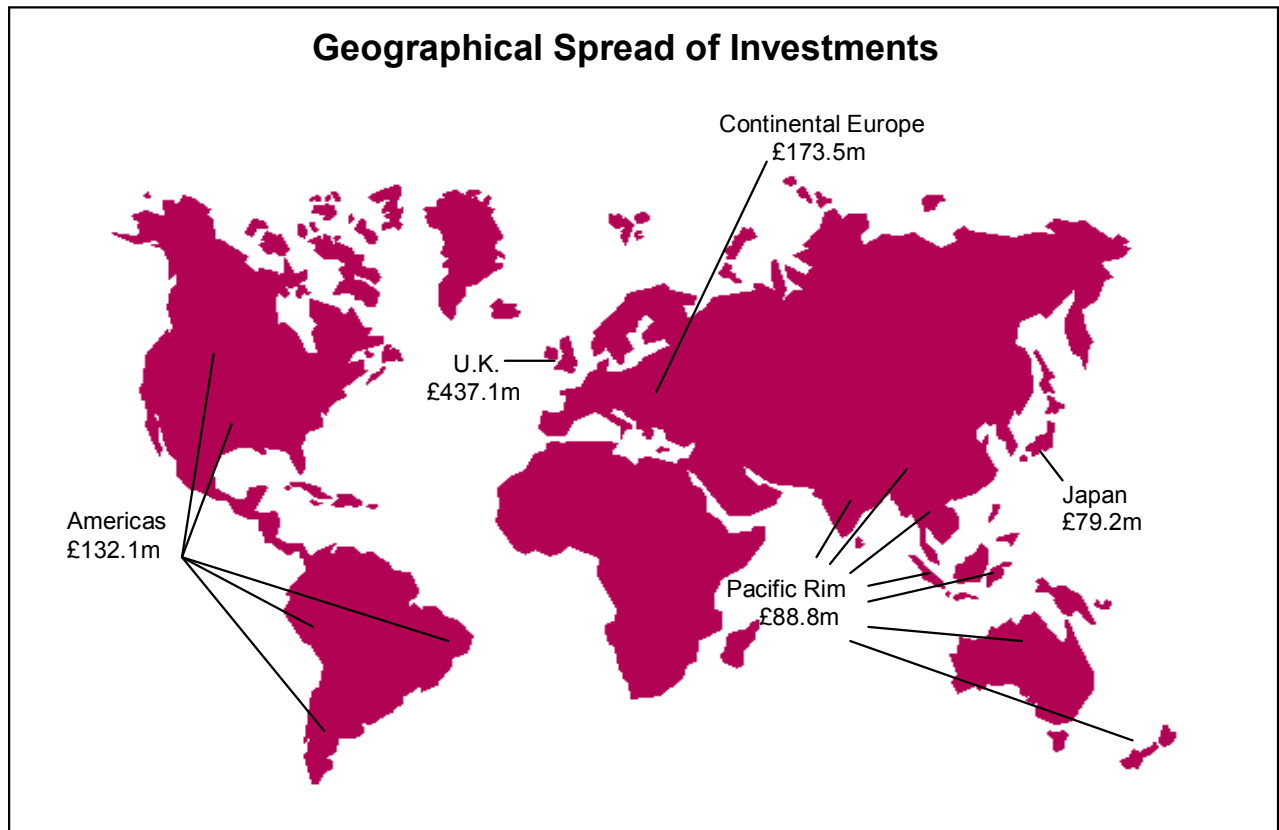 Geographical Spread of Investments
Continental Europe
£173.5m
U.K.
£437.1m
Japan
£79.2m
Americas
£132.1m
Pacific Rim
£88.8m